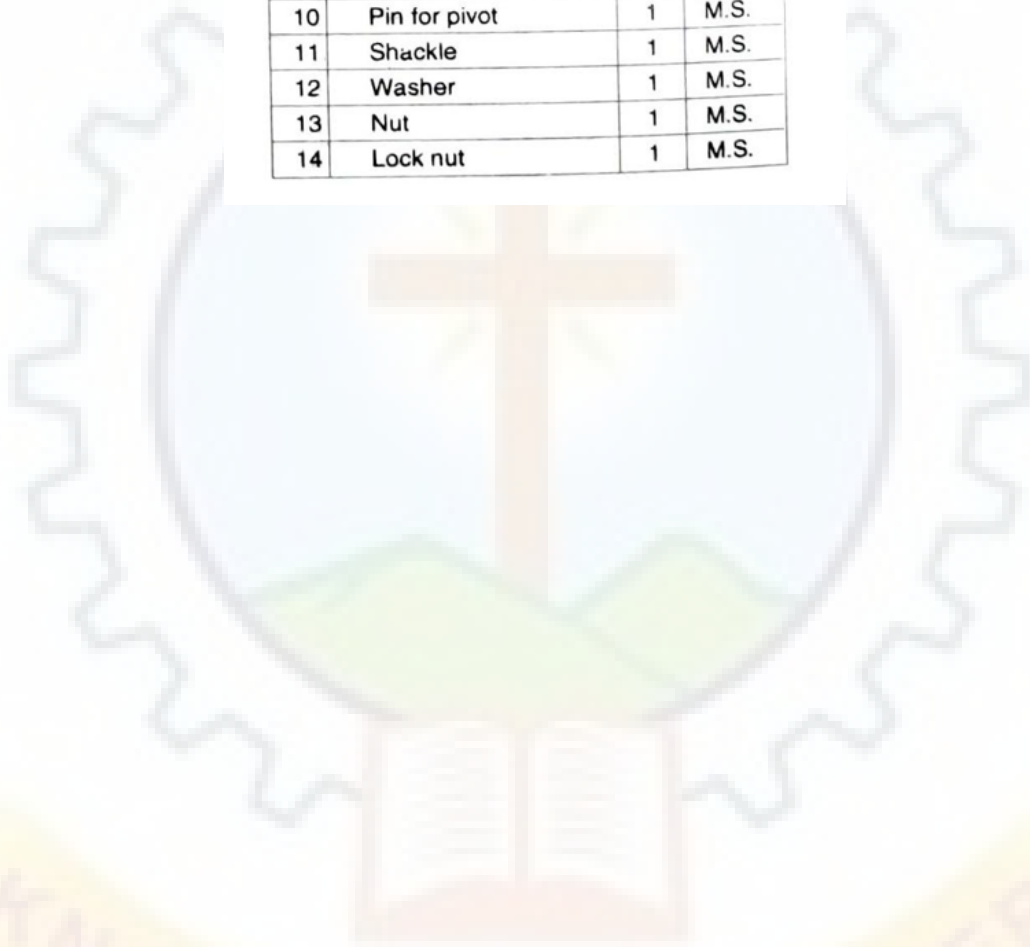 10 Pin for pivot 1 M.S.
11 Shackle 1 M.S.
12 Washer 1 M.S.
13 Nut 1 M.S.
14 Lock nut 1 M.S.